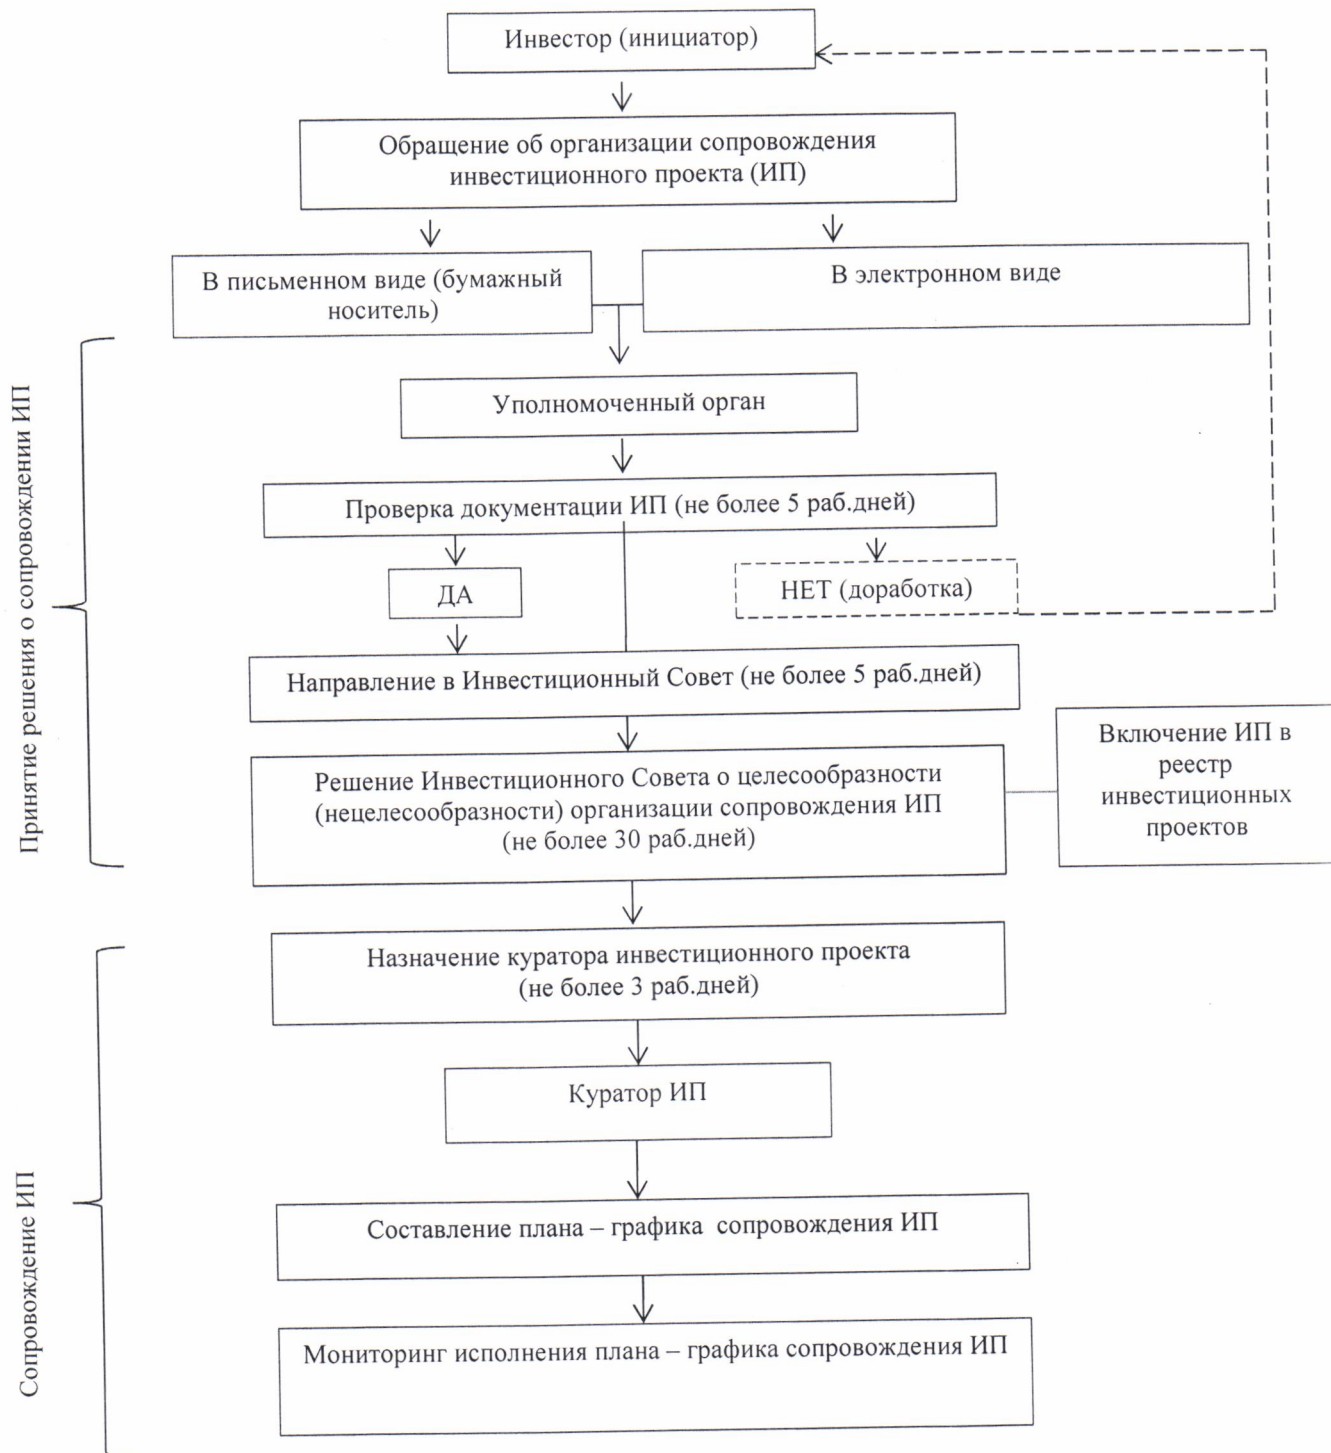 Инвестор (инициатор)
Обращение об организации сопровождения
инвестиционного проекта (ИП)
В письменном виде (бумажный
носитель)
В электронном виде
Принятие решения о сопровождении ИП
Уполномоченный орган
Проверка документации ИП (не более 5 раб.дней)
ДА
НЕТ (доработка)
Направление в Инвестиционный Совет (не более 5 раб.дней)
Решение Инвестиционного Совета о целесообразности
(нецелесообразности) организации сопровождения ИП
(не более 30 раб.дней)
Включение ИП в
реестр
инвестиционных
проектов
Сопровождение ИП
Назначение куратора инвестиционного проекта
(не более 3 раб.дней)
Куратор ИП
Составление плана – графика сопровождения ИП
Мониторинг исполнения плана – графика сопровождения ИП